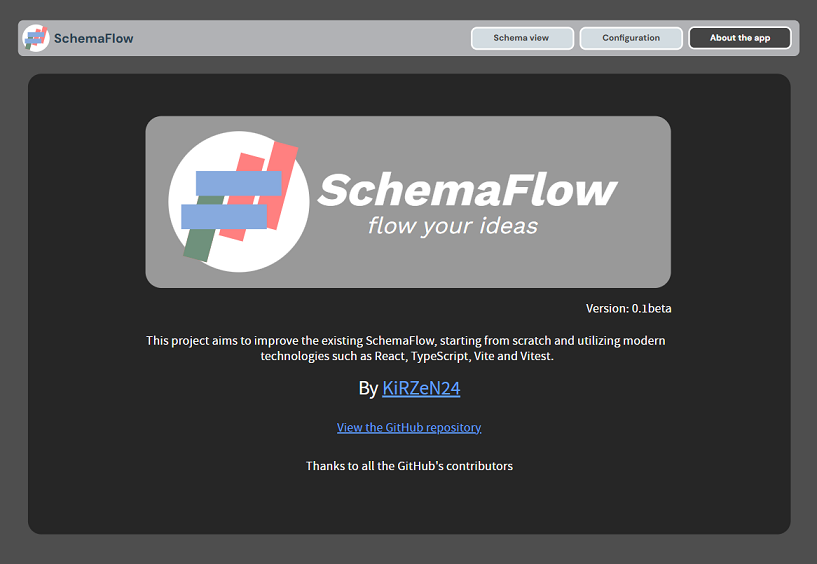 SchemaFlow
Schema view
Configuration
About the app
SchemaFlow
flow your ideas
Version: 0.1beta
This project aims to improve the existing SchemaFlow, starting from scratch and utilizing modern
technologies such as React, TypeScript, Vite and Vitest.
By KiRZeN24
View the GitHub repository
Thanks to all the GitHub's contributors